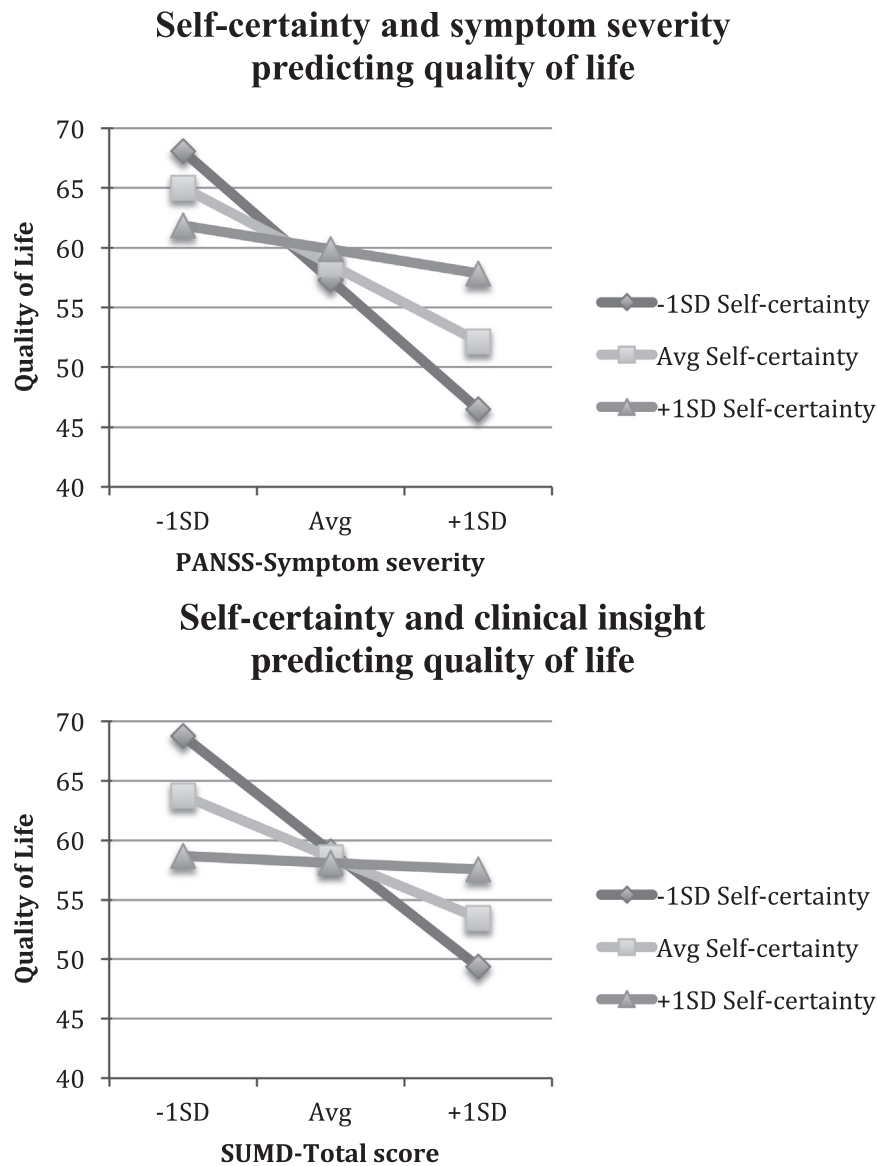 Self-certainty and symptom severity
predicting quality of life
70
65
60
55
50
45
40
Quality of Life
-1SD Avg +1SD
PANSS-Symptom severity
-1SD Self-certainty
Avg Self-certainty
+1SD Self-certainty
Self-certainty and clinical insight
predicting quality of life
70
65
60
55
50
45
40
Quality of Life
-1SD Avg +1SD
SUMD-Total score
-1SD Self-certainty
Avg Self-certainty
+1SD Self-certainty